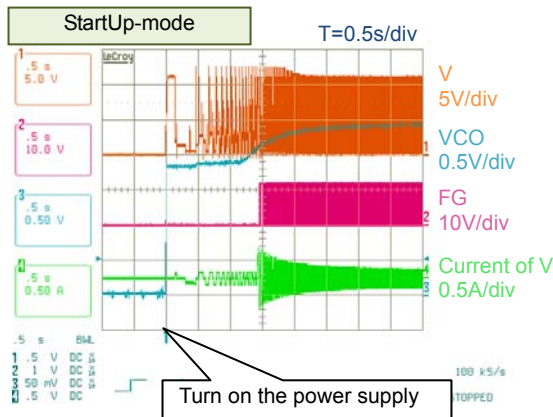 StartUp-mode
T=0.5s/div
LeCroy
1
.5 s
5.0 V
2
.5 s
10.0 V
3
.5 s
0.50 V
4
.5 s
0.50 A
V
5V/div
VCO
0.5V/div
FG
10V/div
Current of V
0.5A/div
1
2
3
.5 s BWL
1 .5 V DC
2 1 V DC
3 50 mV DC
.5 V DC
Turn on the power supply
100 kS/s
STOPPED